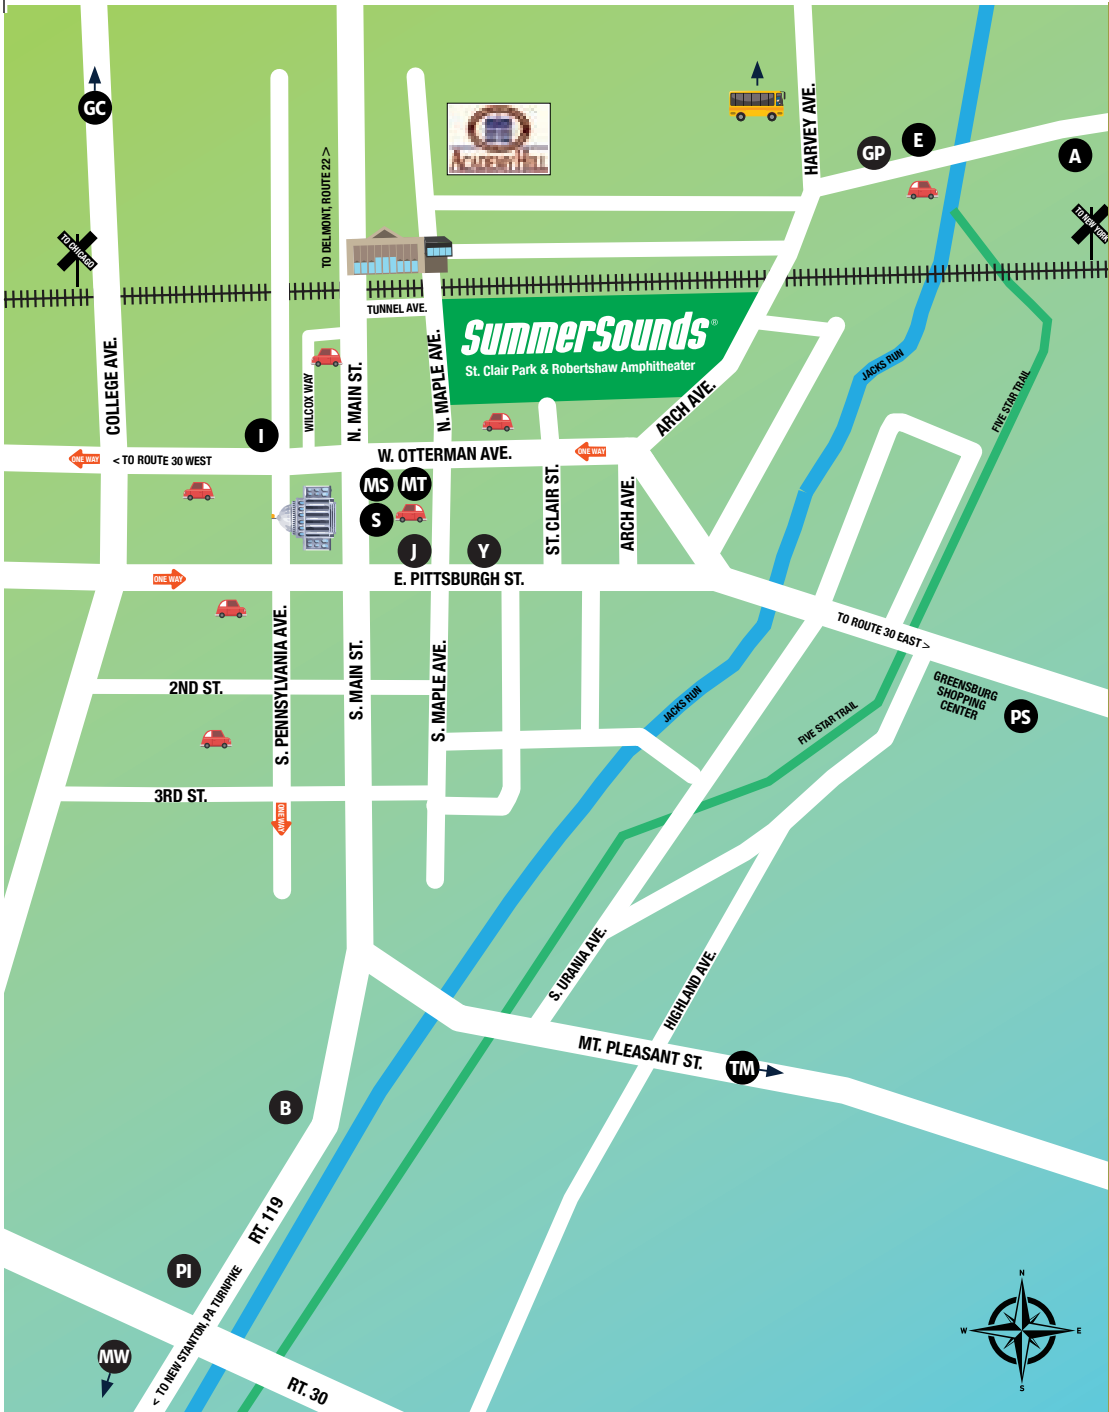 GC
HARVEY AVE.
GP
E
A
ACADEMY HILL
TO DELMONT, ROUTE 22 >
TO CHICAGO
TO NEW YORK
TUNNEL AVE.
SummerSounds®
St. Clair Park & Robertshaw Amphitheater
COLLEGE AVE.
WILCOX WAY
N. MAIN ST.
N. MAPLE AVE.
ARCH AVE.
JACKS RUN
FIVE STAR TRAIL
I
ONE WAY
< TO ROUTE 30 WEST
W. OTTERMAN AVE.
ONE WAY
MS
MT
S
ST. CLAIR ST.
ARCH AVE.
J
Y
ONE WAY
E. PITTSBURGH ST.
TO ROUTE 30 EAST >
S. PENNSYLVANIA AVE.
S. MAIN ST.
S. MAPLE AVE.
2ND ST.
JACKS RUN
FIVE STAR TRAIL
GREENSBURG
SHOPPING
CENTER
PS
3RD ST.
ONE WAY
S. URANIA AVE.
HIGHLAND AVE.
MT. PLEASANT ST.
TM
B
RT. 119
PI
< TO NEW STANTON, PA TURNPIKE
MW
RT. 30
N
W
E
S